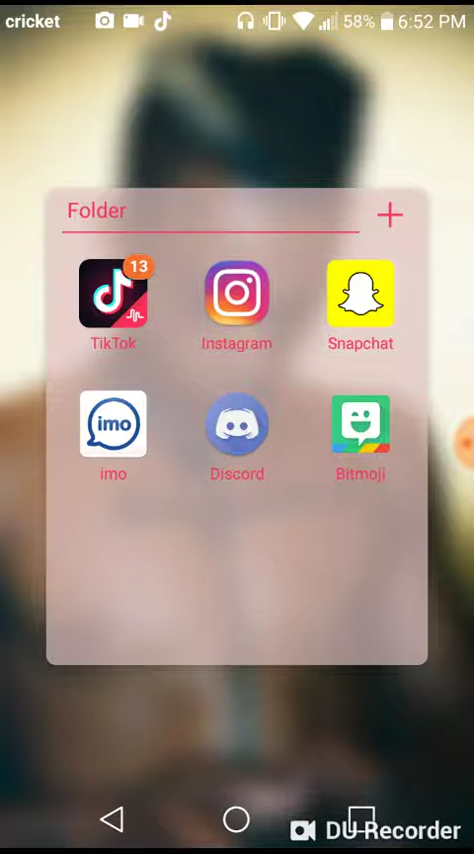 cricket 58% 6:52 PM
Folder
13
TikTok Instagram Snapchat
imo
imo Discord Bitmoji
DU Recorder